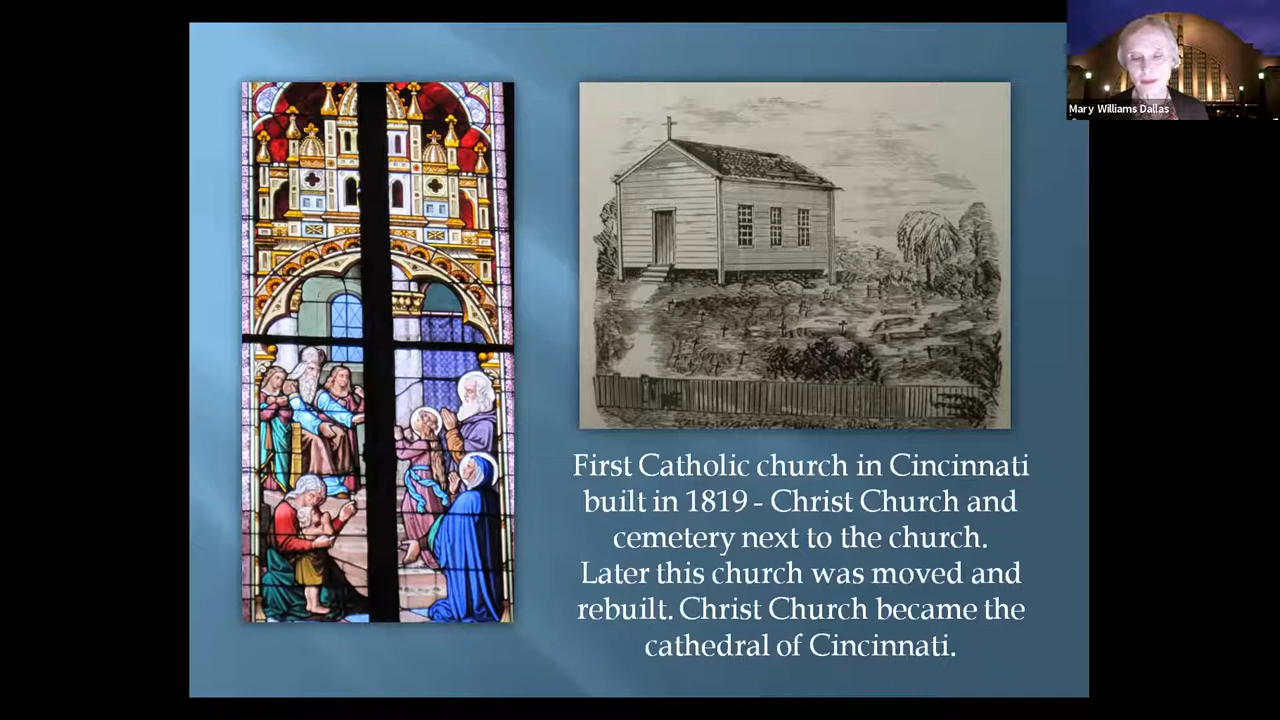 Mary Williams Dallas
First Catholic church in Cincinnati
built in 1819 - Christ Church and
cemetery next to the church.
Later this church was moved and
rebuilt. Christ Church became the
cathedral of Cincinnati.